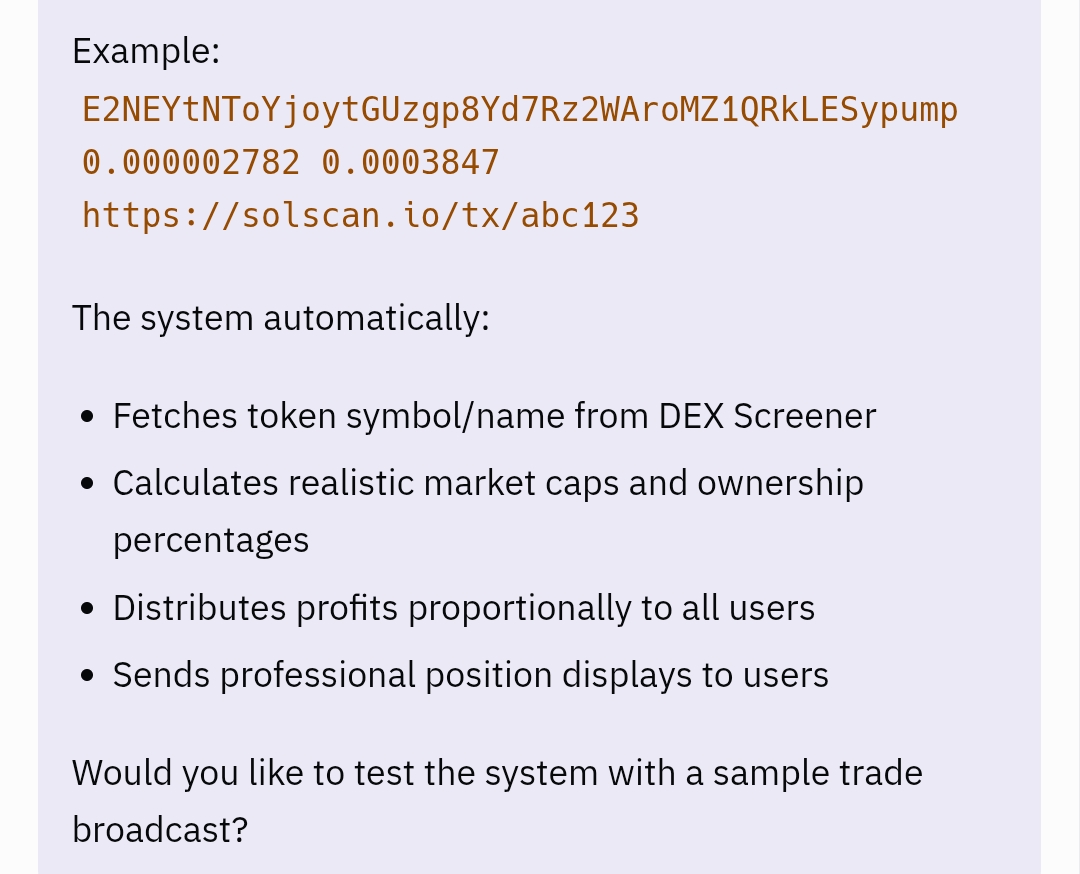 Example:
E2NEYtNToYjoytGUzgp8Yd7Rz2WAroMZ1QRkLESypump
0.000002782 0.0003847
https://solscan.io/tx/abc123
The system automatically:
• Fetches token symbol/name from DEX Screener
• Calculates realistic market caps and ownership
percentages
• Distributes profits proportionally to all users
• Sends professional position displays to users
Would you like to test the system with a sample trade
broadcast?